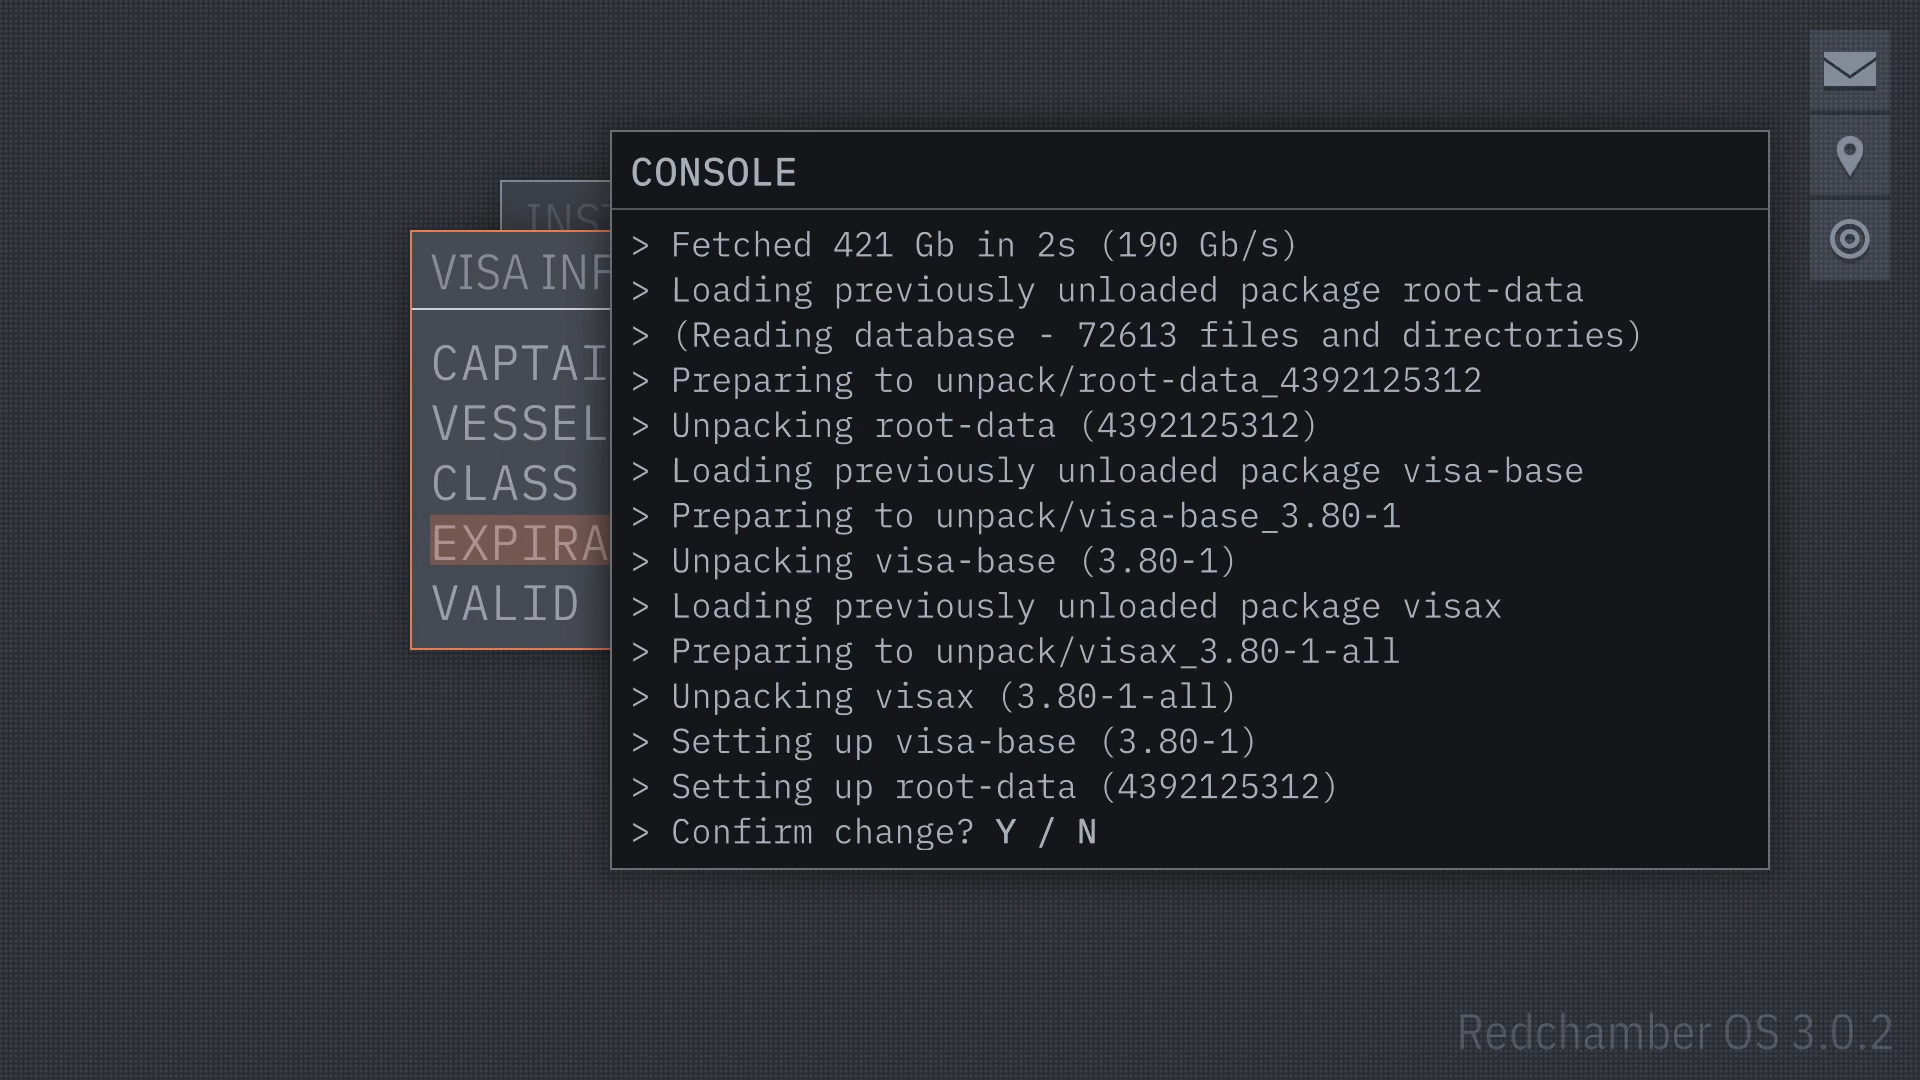 CONSOLE
> Fetched 421 Gb in 2s (190 Gb/s)
> Loading previously unloaded package root-data
> (Reading database - 72613 files and directories)
> Preparing to unpack/root-data_4392125312
> Unpacking root-data (4392125312)
> Loading previously unloaded package visa-base
> Preparing to unpack/visa-base_3.80-1
> Unpacking visa-base (3.80-1)
> Loading previously unloaded package visax
> Preparing to unpack/visax_3.80-1-all
> Unpacking visax (3.80-1-all)
> Setting up visa-base (3.80-1)
> Setting up root-data (4392125312)
> Confirm change? Y / N
INST
VISA INF
CAPTAI
VESSEL
CLASS
EXPIRA
VALID
Redchamber OS 3.0.2